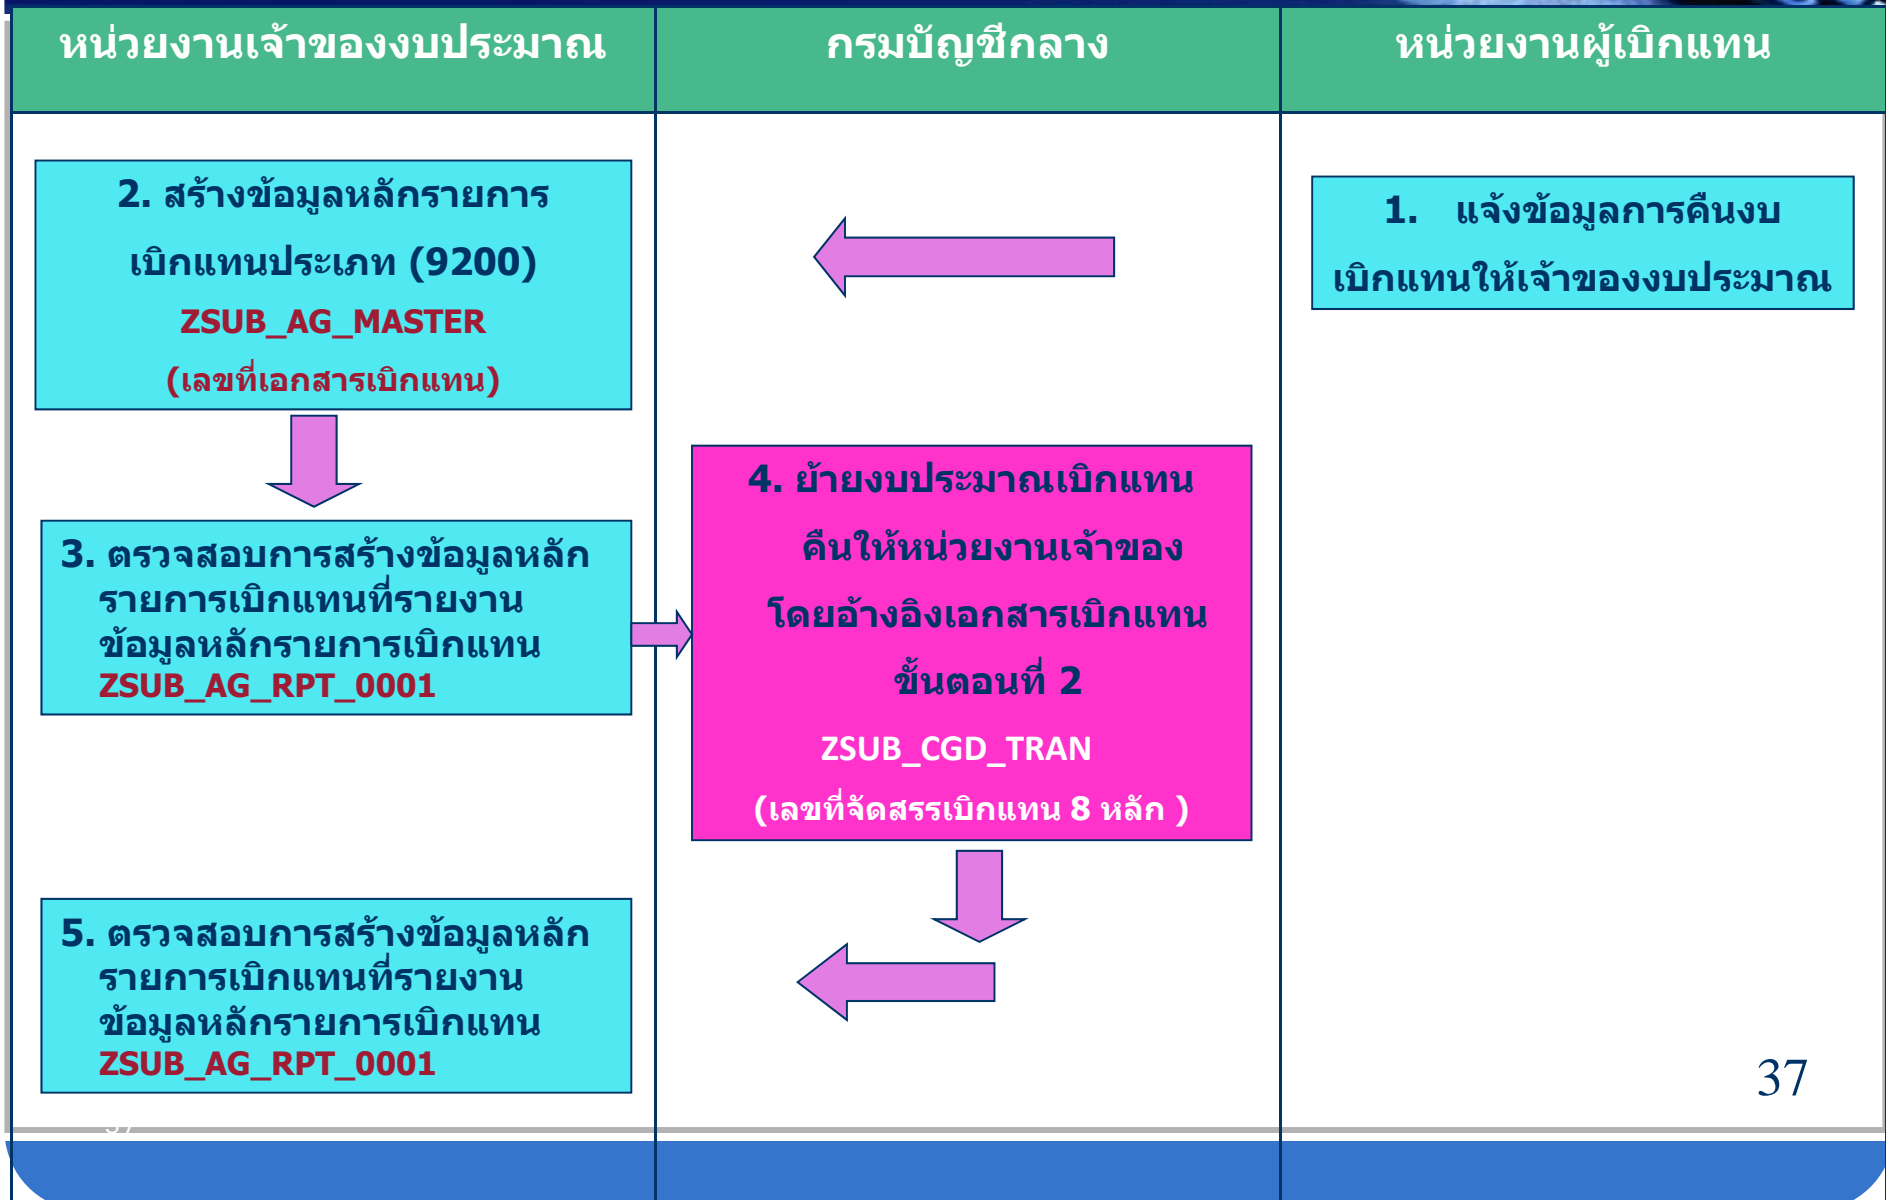 หน่วยงานเจ้าของงบประมาณ
กรมบัญชีกลาง
หน่วยงานผู้เบิกแทน
1. แจ้งข้อมูลการคืนงบ
เบิกแทนให้เจ้าของงบประมาณ
2. สร้างข้อมูลหลักรายการ
เบิกแทนประเภท (9200)
ZSUB_AG_MASTER
(เลขที่เอกสารเบิกแทน)
3. ตรวจสอบการสร้างข้อมูลหลัก
รายการเบิกแทนที่รายงาน
ข้อมูลหลักรายการเบิกแทน
ZSUB_AG_RPT_0001
4. ย้ายงบประมาณเบิกแทน
คืนให้หน่วยงานเจ้าของ
โดยอ้างอิงเอกสารเบิกแทน
ขั้นตอนที่ 2
ZSUB_CGD_TRAN
(เลขที่จัดสรรเบิกแทน 8 หลัก )
5. ตรวจสอบการสร้างข้อมูลหลัก
รายการเบิกแทนที่รายงาน
ข้อมูลหลักรายการเบิกแทน
ZSUB_AG_RPT_0001
37
37